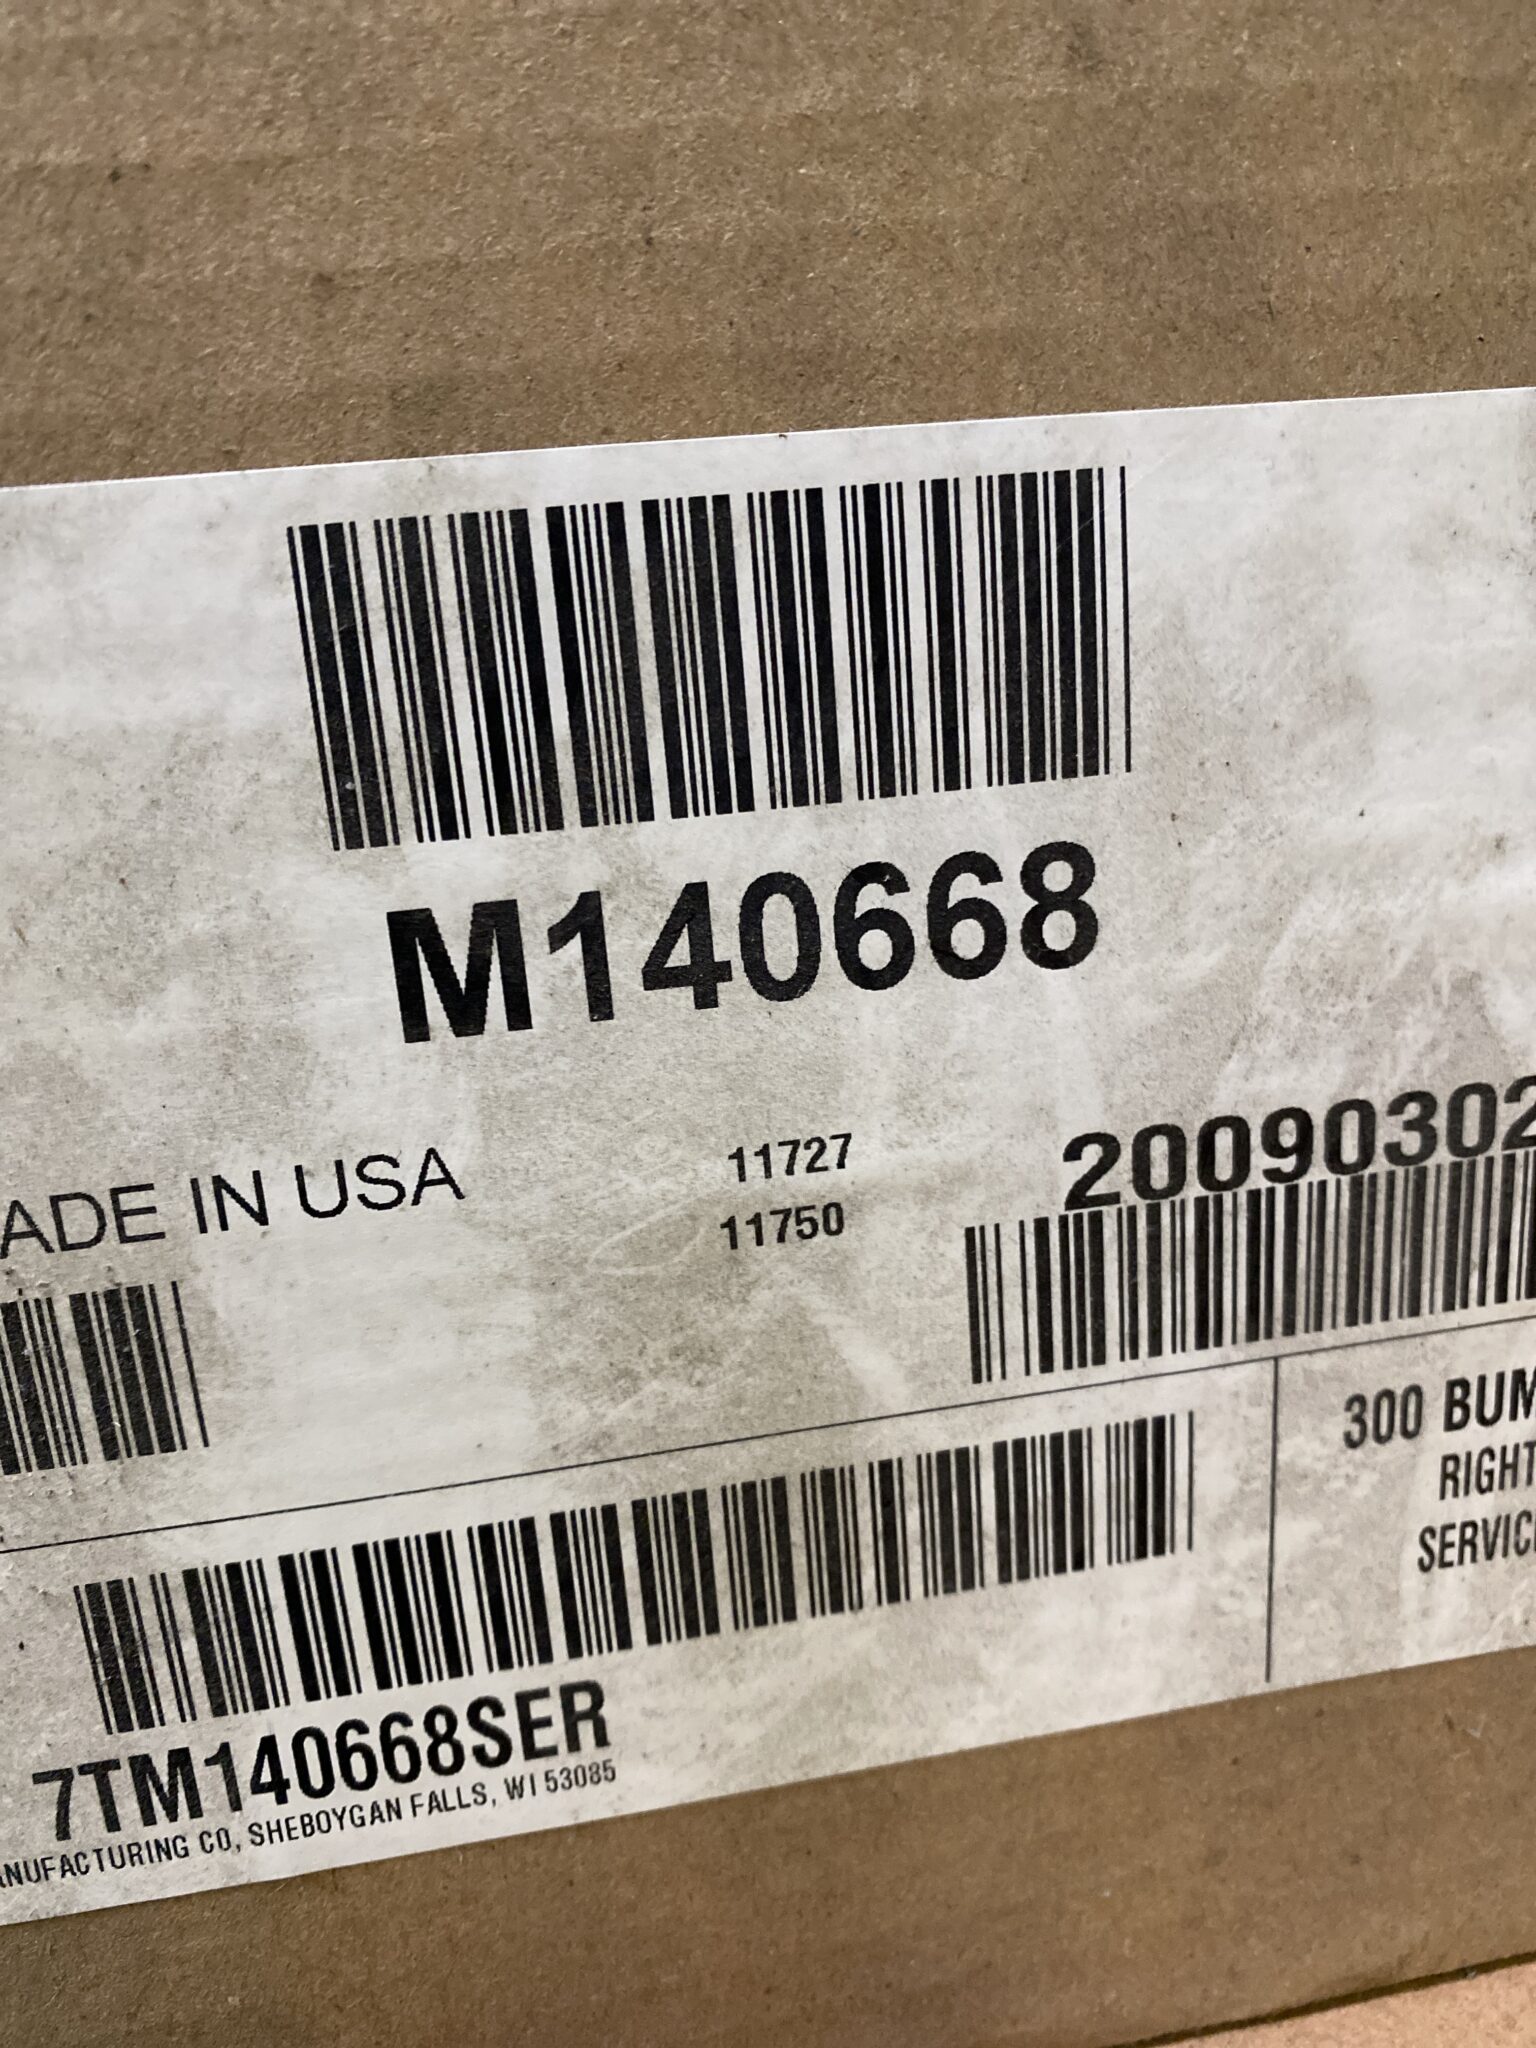 M140668
ADE IN USA
11727
11750
20090302
300 BUM
RIGHT
SERVIC
7TM140668SER
ANUFACTURING CO, SHEBOYGAN FALLS, WI 53085